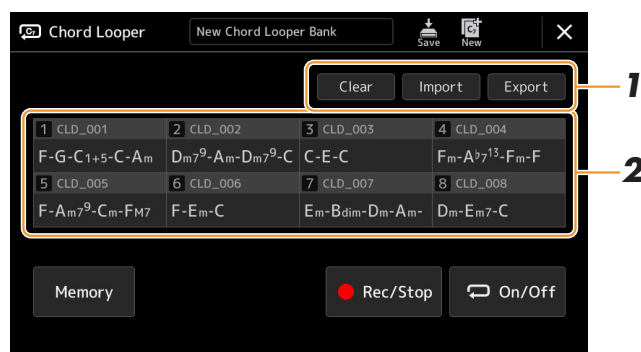 Chord Looper New Chord Looper Bank Save New
Clear Import Export 1
1 CLD_001 2 CLD_002 3 CLD_003 4 CLD_004
F-G-C1+5-C-Am Dm7⁹-Am-Dm7⁹-C C-E-C Fm-A♭7¹³-Fm-F
2
5 CLD_005 6 CLD_006 7 CLD_007 8 CLD_008
F-Am7⁹-Cm-FM7 F-Em-C Em-Bdim-Dm-Am- Dm-Em7-C
Memory Rec/Stop On/Off